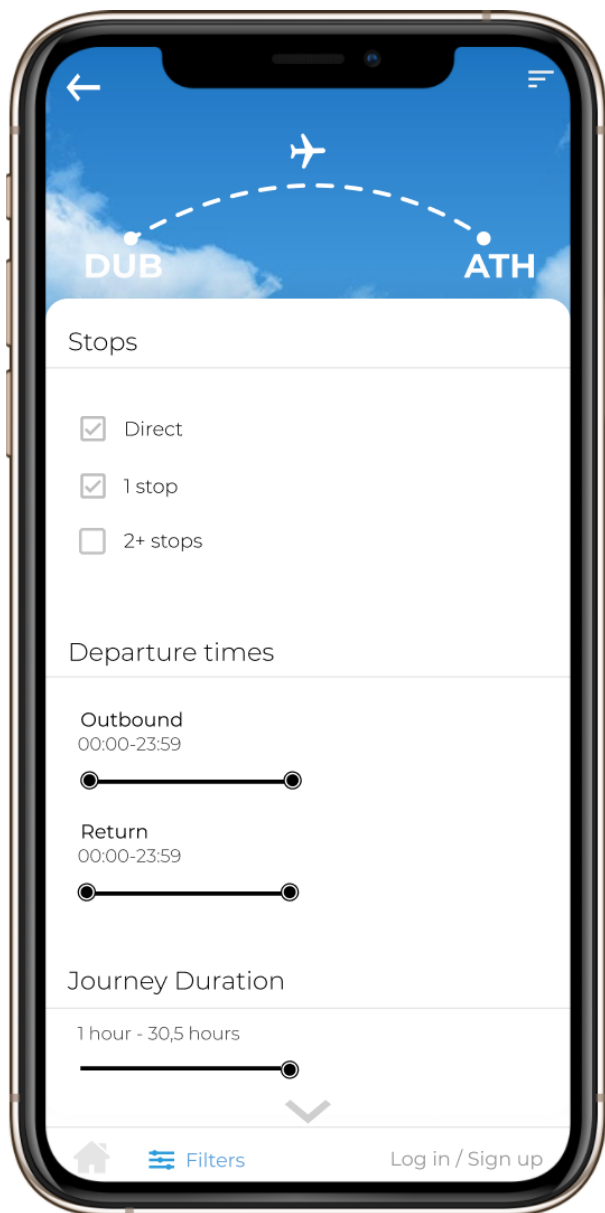 DUB ATH
Stops
Direct
1 stop
2+ stops
Departure times
Outbound
00:00-23:59
Return
00:00-23:59
Journey Duration
1 hour - 30,5 hours
Filters Log in / Sign up